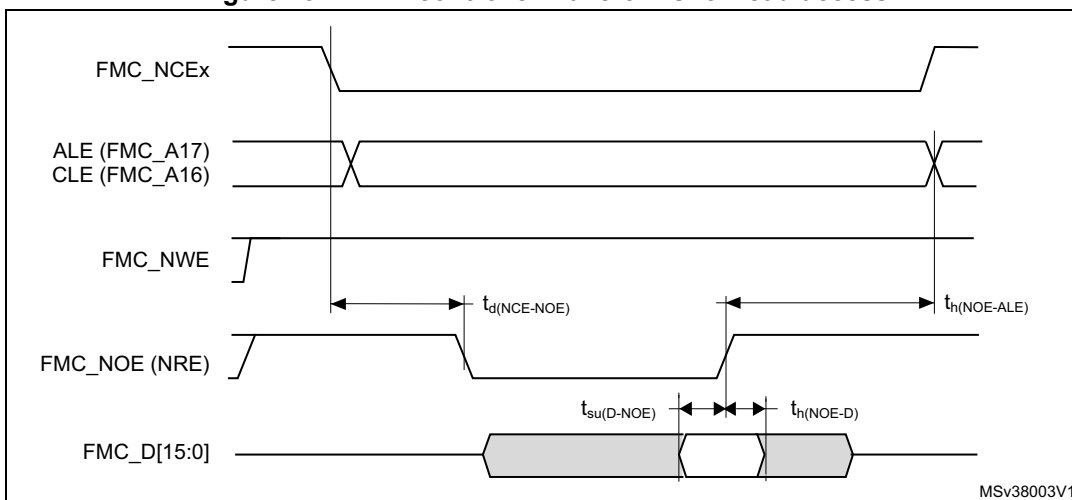 FMC_NCEx
ALE (FMC_A17)
CLE (FMC_A16)
FMC_NWE
td(NCE-NOE)
th(NOE-ALE)
FMC_NOE (NRE)
tsu(D-NOE)
th(NOE-D)
FMC_D[15:0]
MSv38003V1